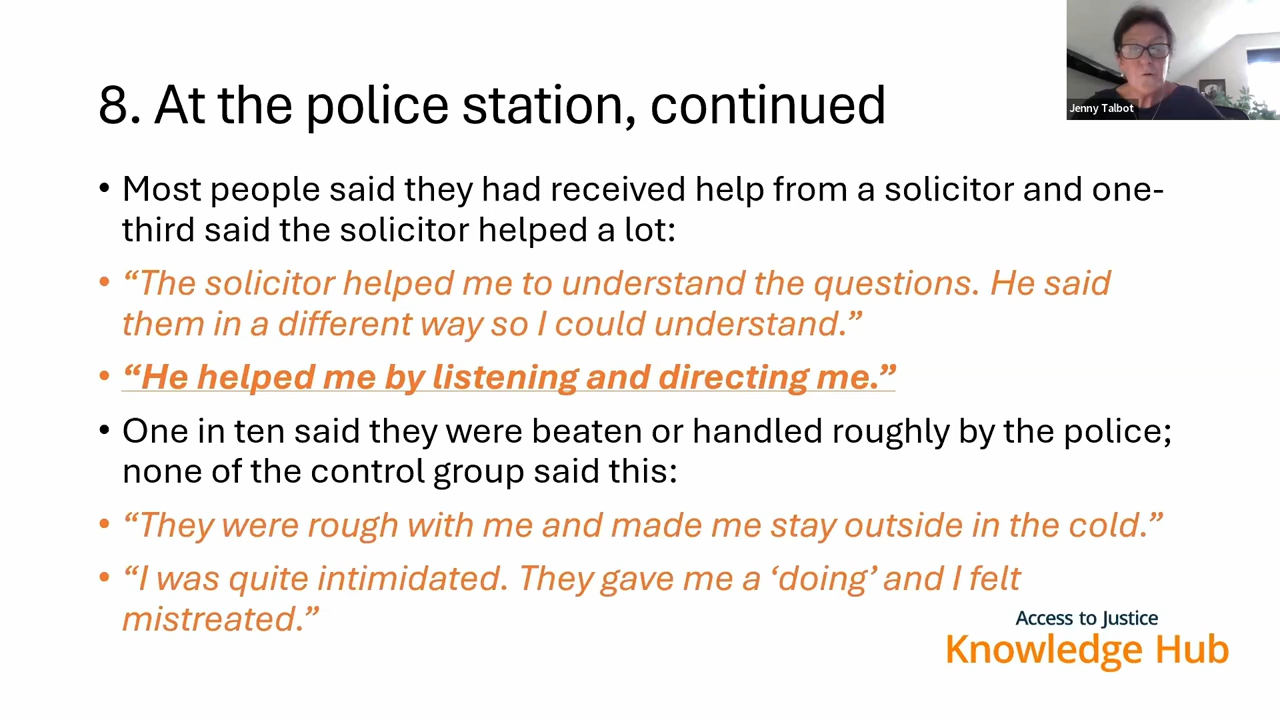 8. At the police station, continued
Jenny Talbot
• Most people said they had received help from a solicitor and one-
third said the solicitor helped a lot:
• “The solicitor helped me to understand the questions. He said
them in a different way so I could understand.”
• “He helped me by listening and directing me.”
• One in ten said they were beaten or handled roughly by the police;
none of the control group said this:
• “They were rough with me and made me stay outside in the cold.”
• “I was quite intimidated. They gave me a ‘doing’ and I felt
mistreated.”
Access to Justice
Knowledge Hub